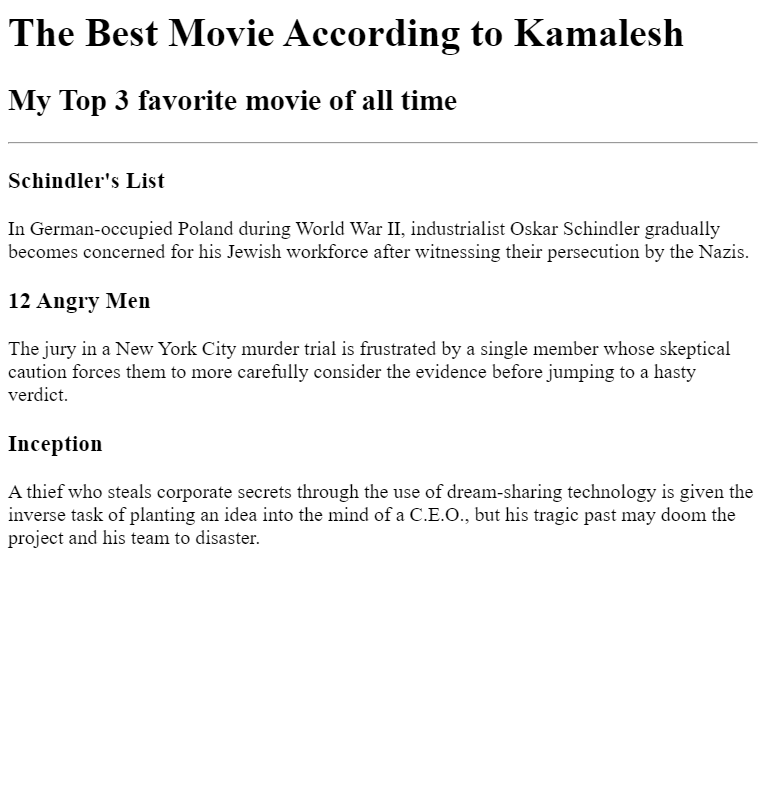 The Best Movie According to Kamalesh
My Top 3 favorite movie of all time
Schindler's List
In German-occupied Poland during World War II, industrialist Oskar Schindler gradually
becomes concerned for his Jewish workforce after witnessing their persecution by the Nazis.
12 Angry Men
The jury in a New York City murder trial is frustrated by a single member whose skeptical
caution forces them to more carefully consider the evidence before jumping to a hasty
verdict.
Inception
A thief who steals corporate secrets through the use of dream-sharing technology is given the
inverse task of planting an idea into the mind of a C.E.O., but his tragic past may doom the
project and his team to disaster.